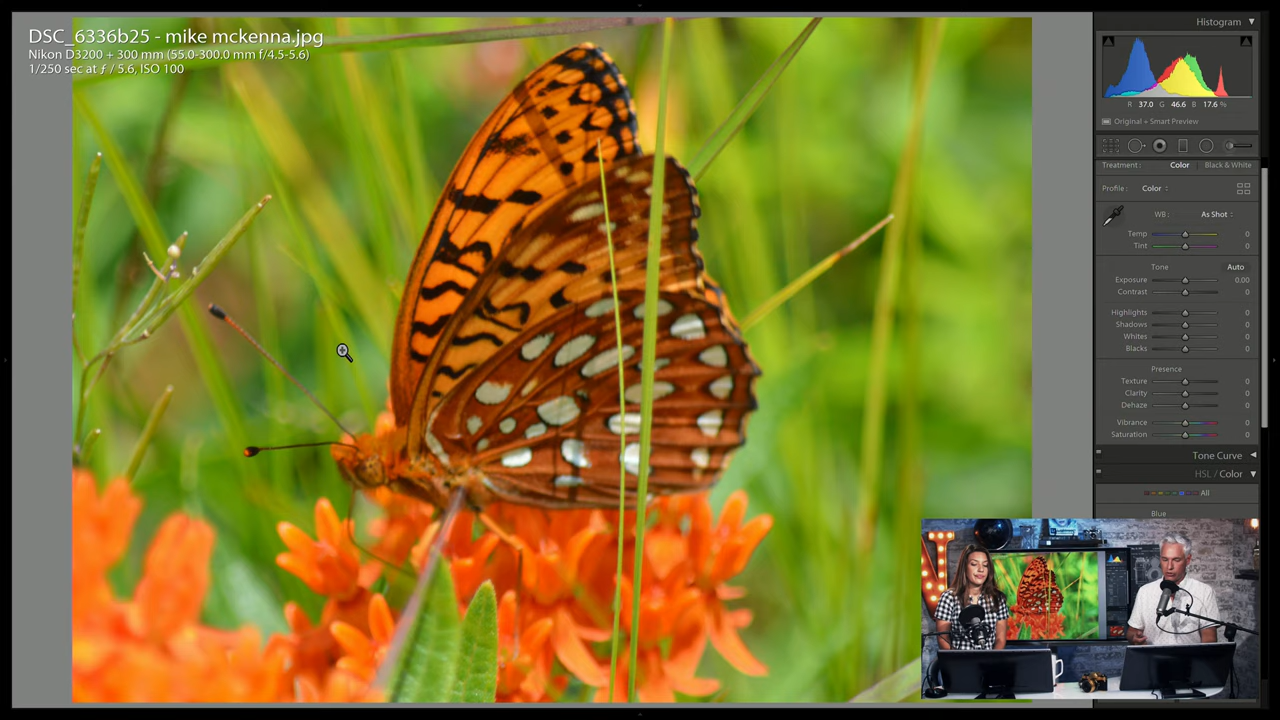 DSC_6336b25 - mike mckenna.jpg
Nikon D3200 + 300 mm (55.0-300.0 mm f/4.5-5.6)
1/250 sec at ƒ / 5.6, ISO 100
Histogram
R 37.0 G 46.6 B 17.6 %
Original + Smart Preview
Treatment : Color Black & White
Profile : Color
WB : As Shot
Temp 0
Tint 0
Tone Auto
Exposure 0.00
Contrast 0
Highlights 0
Shadows 0
Whites 0
Blacks 0
Presence
Texture 0
Clarity 0
Dehaze 0
Vibrance 0
Saturation 0
Tone Curve
HSL / Color
All
Blue